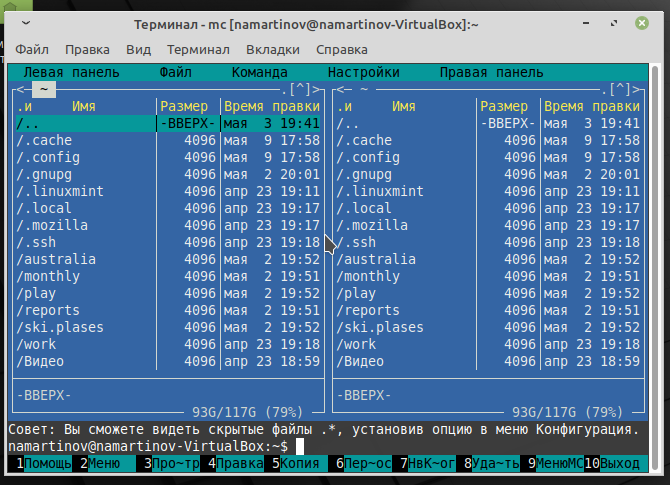 Терминал - mc [namartinov@namartinov-VirtualBox]:~
Файл Правка Вид Терминал Вкладки Справка
Левая панель Файл Команда Настройки Правая панель
<─ ~ .[^]> <─ ~ .[^]>
.и Имя Размер Время правки .и Имя Размер Время правки
/.. -ВВЕРХ- мая 3 19:41 /.. -ВВЕРХ- мая 3 19:41
/.cache 4096 мая 9 17:58 /.cache 4096 мая 9 17:58
/.config 4096 мая 9 17:58 /.config 4096 мая 9 17:58
/.gnupg 4096 мая 2 20:01 /.gnupg 4096 мая 2 20:01
/.linuxmint 4096 апр 23 19:11 /.linuxmint 4096 апр 23 19:11
/.local 4096 апр 23 19:17 /.local 4096 апр 23 19:17
/.mozilla 4096 апр 23 19:17 /.mozilla 4096 апр 23 19:17
/.ssh 4096 апр 23 19:18 /.ssh 4096 апр 23 19:18
/australia 4096 мая 2 19:52 /australia 4096 мая 2 19:52
/monthly 4096 мая 2 19:51 /monthly 4096 мая 2 19:51
/play 4096 мая 2 19:52 /play 4096 мая 2 19:52
/reports 4096 мая 2 19:51 /reports 4096 мая 2 19:51
/ski.plases 4096 мая 2 19:52 /ski.plases 4096 мая 2 19:52
/work 4096 апр 23 19:18 /work 4096 апр 23 19:18
/Видео 4096 апр 23 18:59 /Видео 4096 апр 23 18:59
-ВВЕРХ- -ВВЕРХ-
93G/117G (79%) 93G/117G (79%)
Совет: Вы сможете видеть скрытые файлы .*, установив опцию в меню Конфигурация.
namartinov@namartinov-VirtualBox:~$
1Помощь 2Меню 3Про~тр 4Правка 5Копия 6Пер~ос 7НвК~ог 8Уда~ть 9МенюМС 10Выход